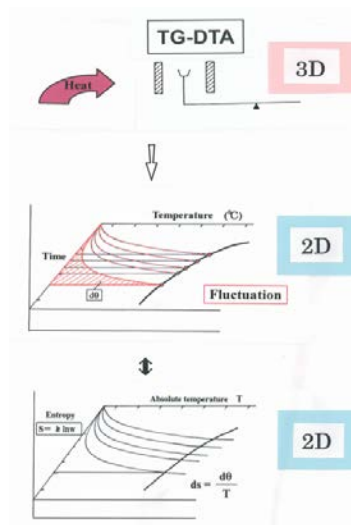 TG-DTA
Heat
3D
Temperature (℃)
Time
2D
dθ
Fluctuation
Absolute temperature T
Entropy
S= k lnw
2D
ds = dθ
T